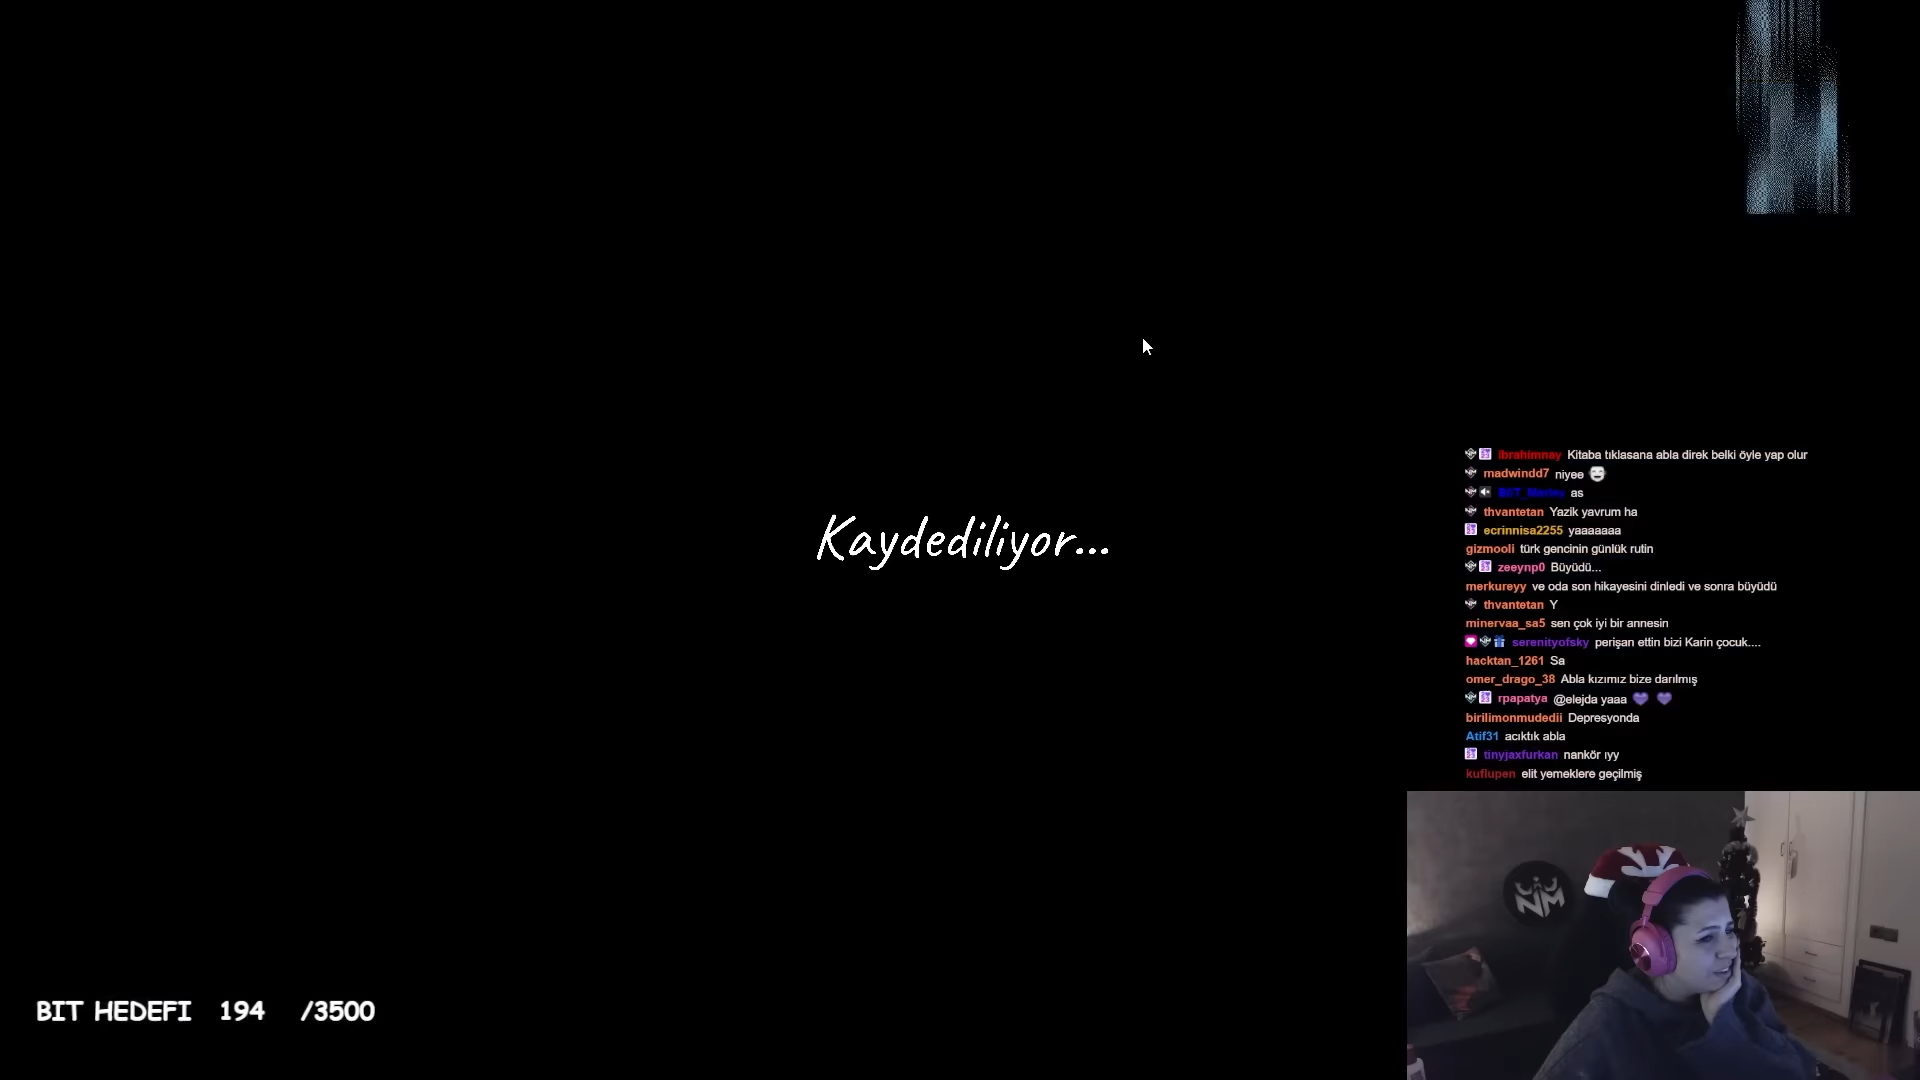 Kaydediliyor...
ibrahimnay Kitaba tıklasana abla direk belki öyle yap olur
madwindd7 niyee
as
thvantetan Yazik yavrum ha
ecrinnisa2255 yaaaaaaa
gizmooli türk gencinin günlük rutin
zeeynp0 Büyüdü...
merkureyy ve oda son hikayesini dinledi ve sonra büyüdü
thvantetan Y
minervaa_sa5 sen çok iyi bir annesin
serenityofsky perişan ettin bizi Karin çocuk....
hacktan_1261 Sa
omer_drago_38 Abla kızımız bize darılmış
rpapatya @elejda yaaa
birilimonmudedii Depresyonda
Atif31 acıktık abla
tinyjaxfurkan nankör ıyy
kuflupen elit yemeklere geçilmiş
NM
BIT HEDEFI 194 /3500